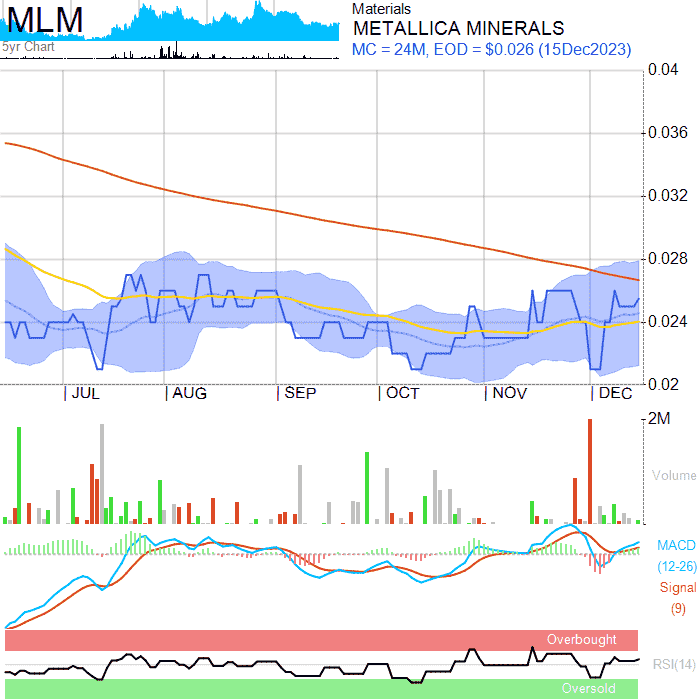 MLM
5yr Chart
Materials
METALLICA MINERALS
MC = 24M, EOD = $0.026 (15Dec2023)
0.04
0.036
0.032
0.028
0.024
0.02
JUL AUG SEP OCT NOV DEC
2M
Volume
MACD
(12-26)
Signal
(9)
Overbought
RSI(14)
Oversold